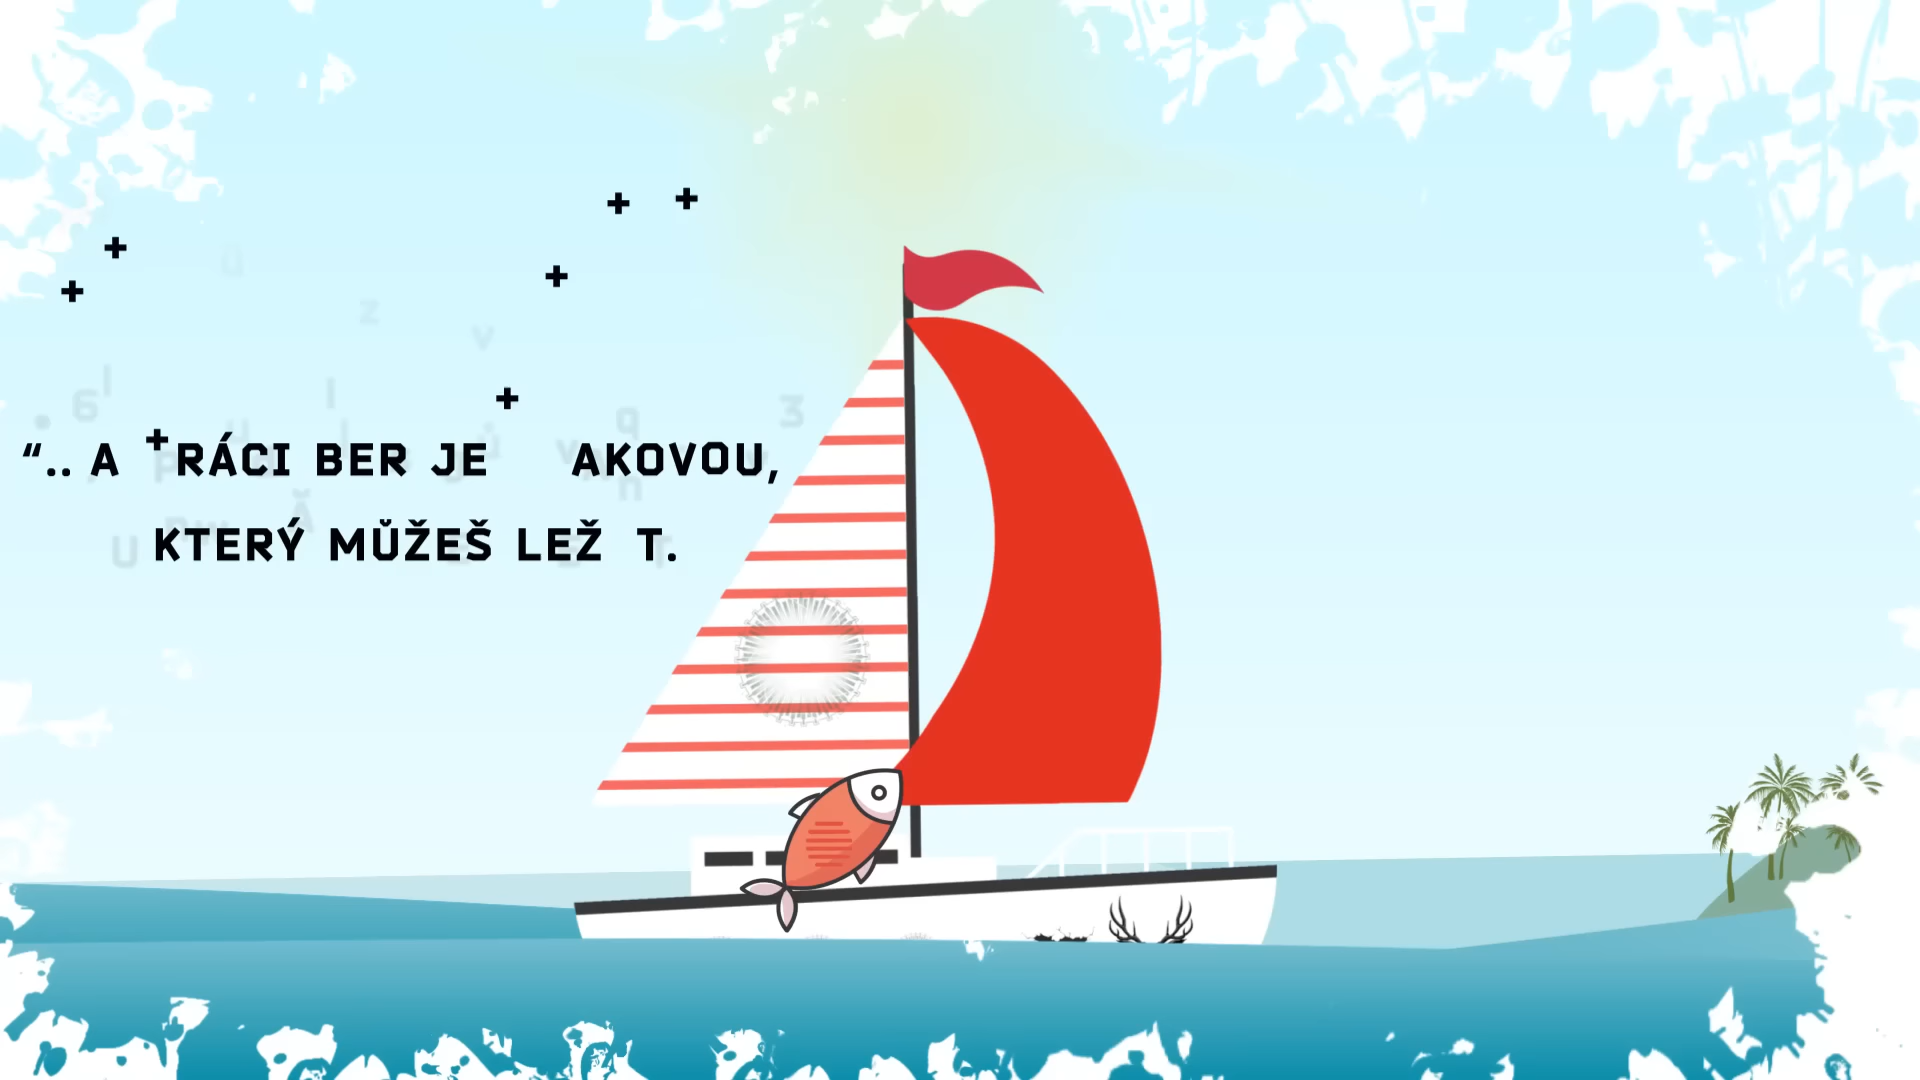 “.. A RÁCI BER JE AKOVOU,
KTERÝ MŮŽEŠ LEŽ T.